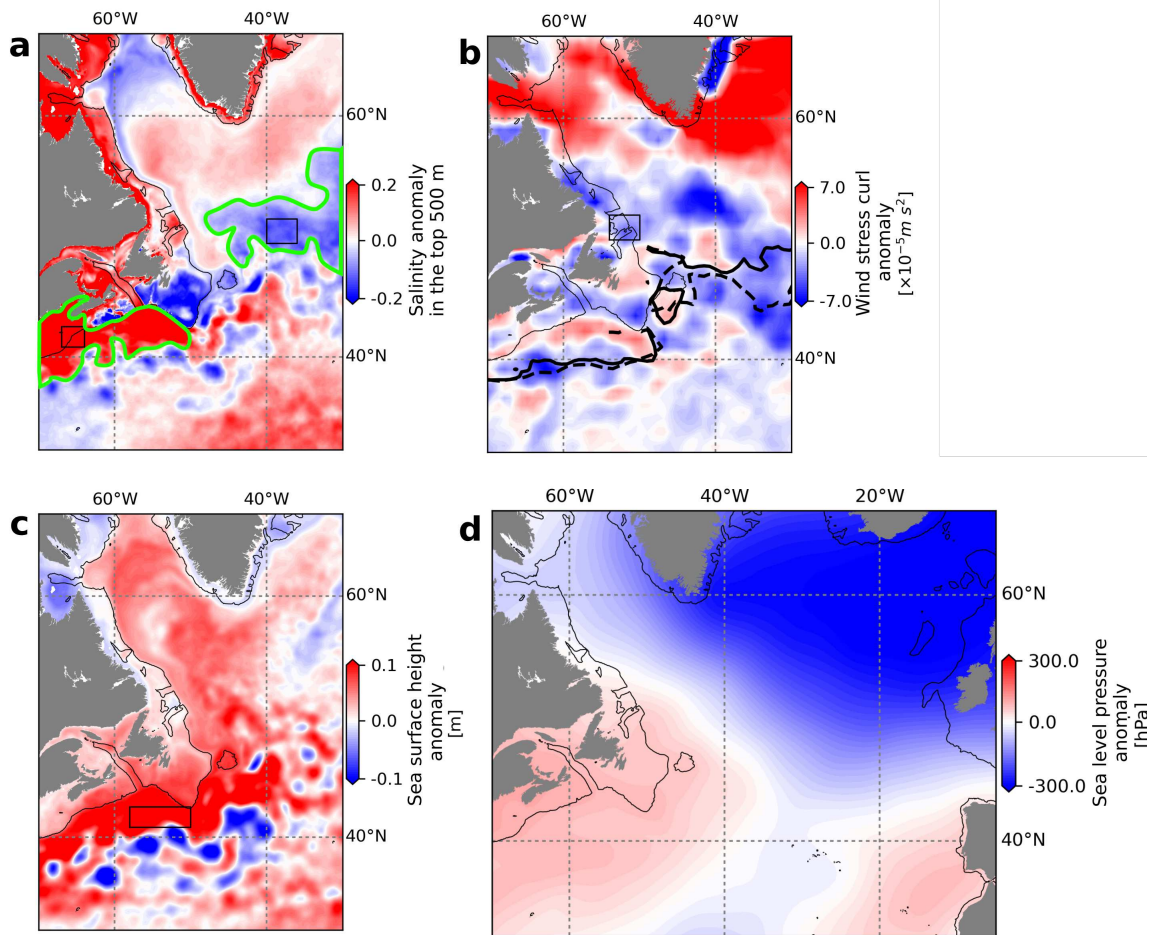 a
60°W 40°W
60°N
40°N
0.2
0.0
-0.2
Salinity anomaly
in the top 500 m
b
60°W 40°W
60°N
40°N
7.0
0.0
-7.0
Wind stress curl
anomaly
[×10⁻⁵m s²]
c
60°W 40°W
60°N
40°N
0.1
0.0
-0.1
Sea surface height
anomaly
[m]
d
60°W 40°W 20°W
60°N
40°N
300.0
0.0
-300.0
Sea level pressure
anomaly
[hPa]